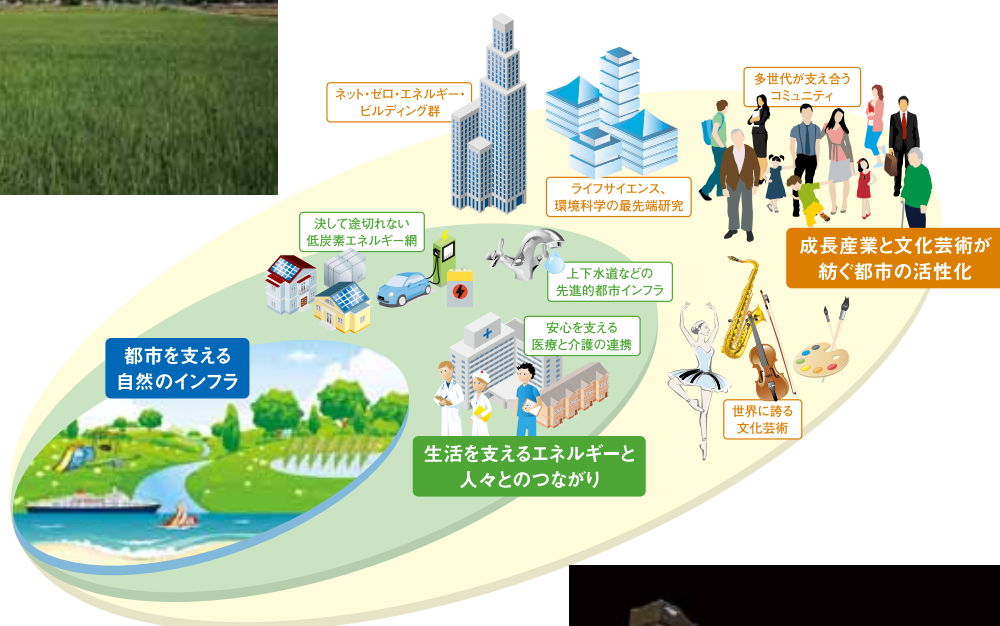 ネット・ゼロ・エネルギー・
ビルディング群
多世代が支え合う
コミュニティ
ライフサイエンス、
環境科学の最先端研究
決して途切れない
低炭素エネルギー網
成長産業と文化芸術が
紡ぐ都市の活性化
上下水道などの
先進的都市インフラ
安心を支える
医療と介護の連携
都市を支える
自然のインフラ
世界に誇る
文化芸術
生活を支えるエネルギーと
人々とのつながり